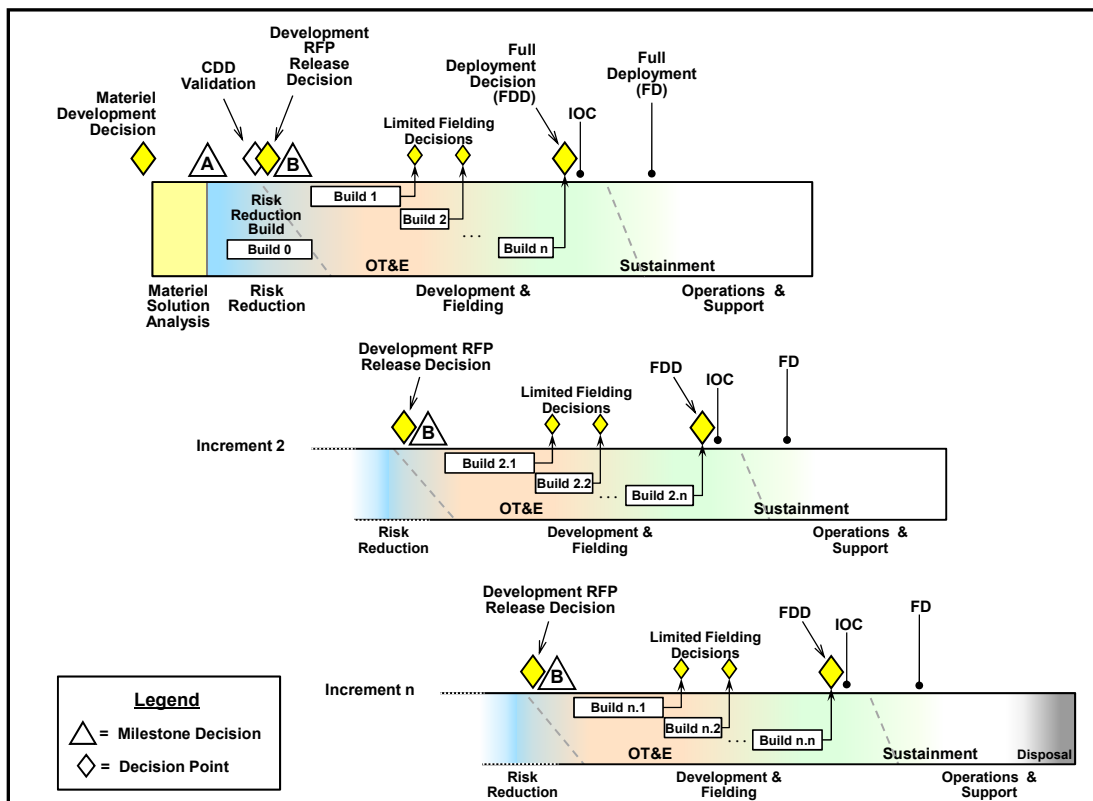 Development
RFP
Release
Decision
CDD
Validation
Materiel
Development
Decision
Full
Deployment
Decision
(FDD)
Full
Deployment
(FD)
IOC
Limited Fielding
Decisions
A
B
Build 1
Risk
Reduction
Build
Build 2
. . .
Build 0
Build n
OT&E
Sustainment
Materiel
Solution
Analysis
Risk
Reduction
Development &
Fielding
Operations &
Support
Development RFP
Release Decision
Limited Fielding
Decisions
FDD
IOC
FD
B
Increment 2
Build 2.1
Build 2.2
. . .
Build 2.n
OT&E
Sustainment
Risk
Reduction
Development &
Fielding
Operations &
Support
Development RFP
Release Decision
Limited Fielding
Decisions
FDD
IOC
FD
B
Increment n
Build n.1
Build n.2
. . .
Build n.n
OT&E
Sustainment
Disposal
Risk
Reduction
Development &
Fielding
Operations &
Support
Legend
= Milestone Decision
= Decision Point